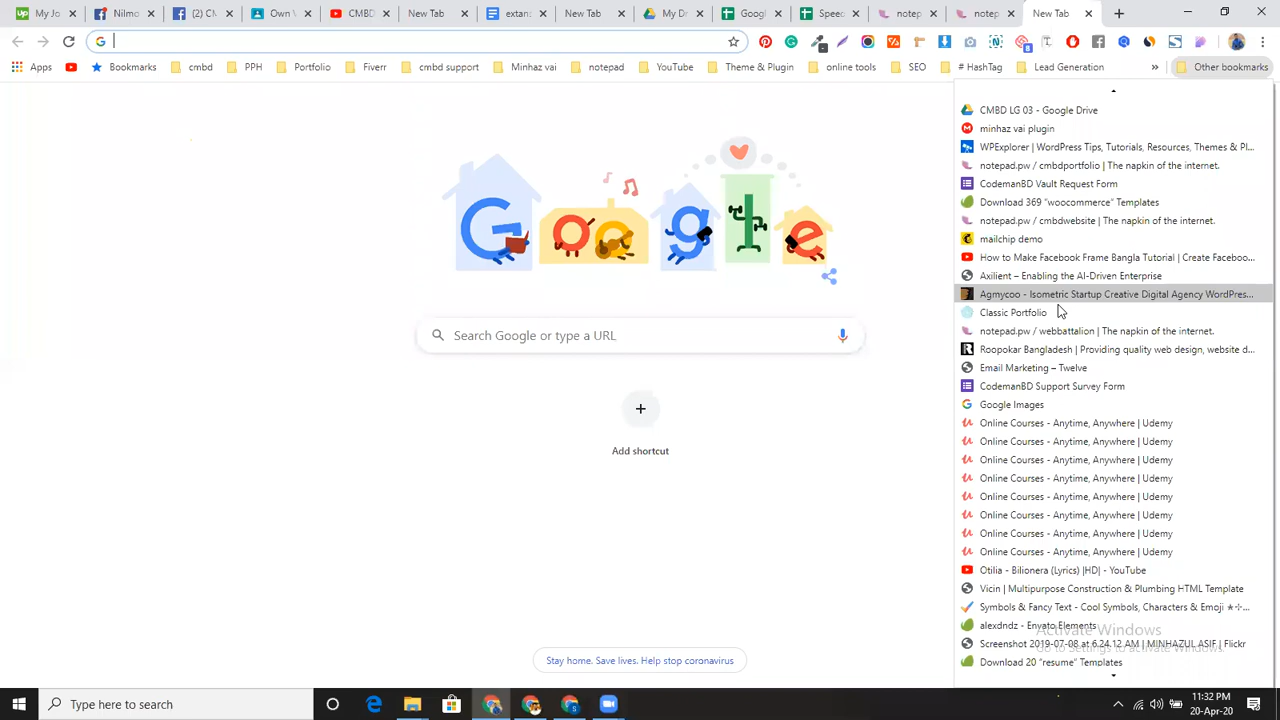 My Jo
Nilmo
(2) CM
Own V
CMBD
New Tab
extans
New Tab
My Dr
Googl
Speed
notep
notep
New Tab
8
Apps
Bookmarks
cmbd
PPH
Portfolio
Fiverr
cmbd support
Minhaz vai
notepad
YouTube
Theme & Plugin
online tools
SEO
# HashTag
Lead Generation
»
Other bookmarks
CMBD LG 03 - Google Drive
minhaz vai plugin
WPExplorer | WordPress Tips, Tutorials, Resources, Themes & Pl...
notepad.pw / cmbdportfolio | The napkin of the internet.
CodemanBD Vault Request Form
Download 369 "woocommerce" Templates
notepad.pw / cmbdwebsite | The napkin of the internet.
mailchip demo
How to Make Facebook Frame Bangla Tutorial | Create Faceboo...
Axilient – Enabling the AI-Driven Enterprise
Agmycoo - Isometric Startup Creative Digital Agency WordPres...
Classic Portfolio
notepad.pw / webbattalion | The napkin of the internet.
Roopokar Bangladesh | Providing quality web design, website d...
Email Marketing – Twelve
CodemanBD Support Survey Form
Google Images
Online Courses - Anytime, Anywhere | Udemy
Online Courses - Anytime, Anywhere | Udemy
Online Courses - Anytime, Anywhere | Udemy
Online Courses - Anytime, Anywhere | Udemy
Online Courses - Anytime, Anywhere | Udemy
Online Courses - Anytime, Anywhere | Udemy
Online Courses - Anytime, Anywhere | Udemy
Online Courses - Anytime, Anywhere | Udemy
Otilia - Bilionera (Lyrics) |HD| - YouTube
Vicin | Multipurpose Construction & Plumbing HTML Template
Symbols & Fancy Text - Cool Symbols, Characters & Emoji
alexdndz - Envato Elements
Screenshot 2019-07-08 at 6.24.12 AM | MINHAZUL ASIF | Flickr
Download 20 "resume" Templates
Activate Windows
Go to Settings to activate Windows.
Google
Search Google or type a URL
Add shortcut
Stay home. Save lives. Help stop coronavirus
Type here to search
11:32 PM
20-Apr-20